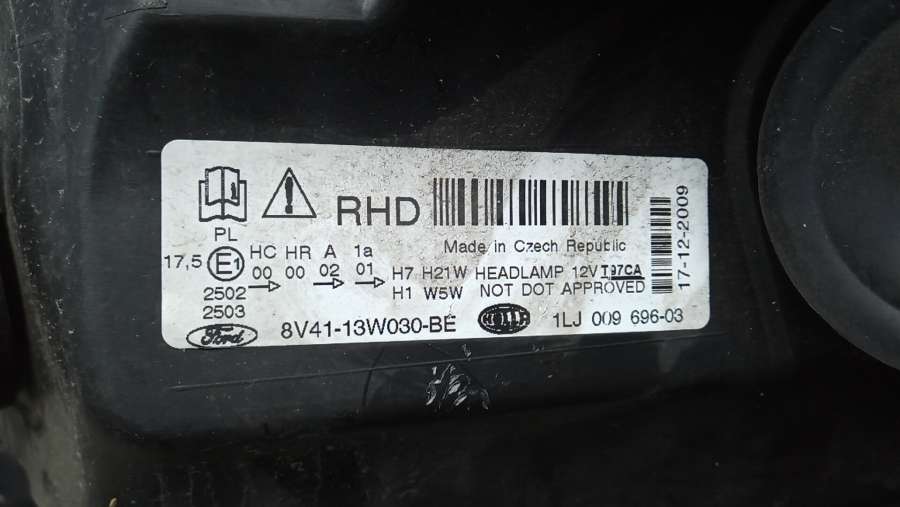 RHD
Made in Czech Republic
PL
17,5 E1
HC HR A 1a
00 00 02 01
2502
2503
H7 H21W HEADLAMP 12V T97CA
H1 W5W NOT DOT APPROVED
17-12-2009
Ford 8V41-13W030-BE HELLA 1LJ 009 696-03